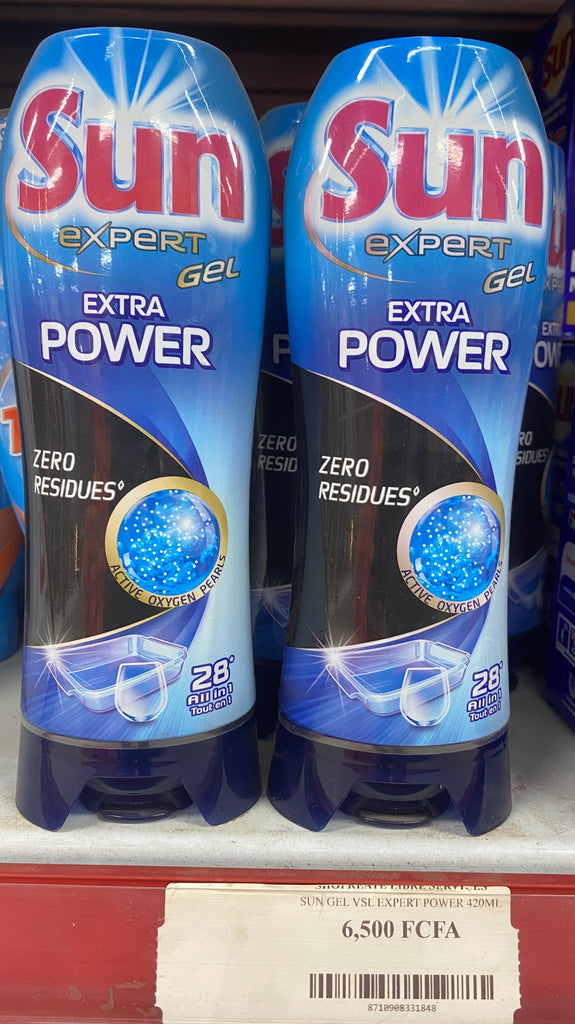 Sun
eXPERT
GEL
EXTRA
POWER
ZERO
RESIDUES◊
ACTIVE OXYGEN PEARLS
28*
All in 1
Tout en 1
Sun
eXPERT
GEL
EXTRA
POWER
ZERO
RESIDUES◊
ACTIVE OXYGEN PEARLS
28*
All in 1
Tout en 1
ZERO
SUN GEL VSL EXPERT POWER 420ML
6,500 FCFA
8710908331848